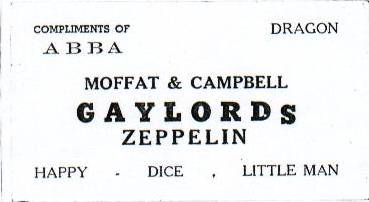 COMPLIMENTS OF DRAGON
ABBA
MOFFAT & CAMPBELL
GAYLORDS
ZEPPELIN
HAPPY - DICE , LITTLE MAN